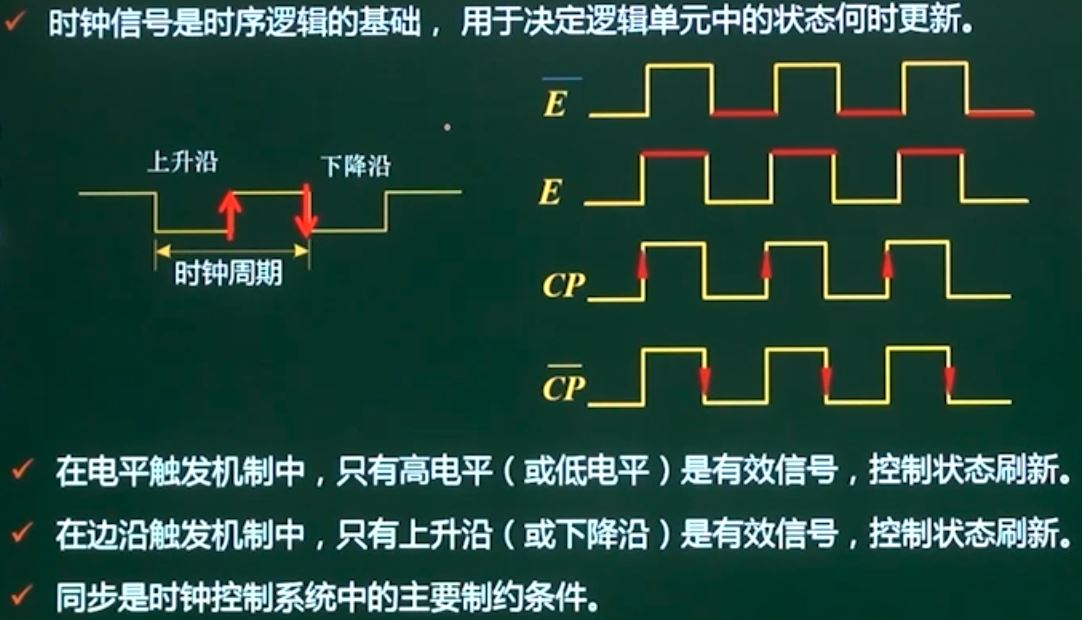 ✓ 时钟信号是时序逻辑的基础，用于决定逻辑单元中的状态何时更新。
上升沿
下降沿
时钟周期
E̅
E
CP
C̅P̅
✓ 在电平触发机制中，只有高电平（或低电平）是有效信号，控制状态刷新。
✓ 在边沿触发机制中，只有上升沿（或下降沿）是有效信号，控制状态刷新。
✓ 同步是时钟控制系统中的主要制约条件。